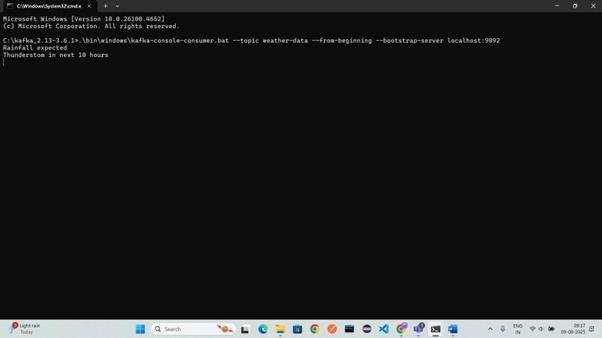 C:\Windows\System32\cmd.e
Microsoft Windows [Version 10.0.26100.4652]
(c) Microsoft Corporation. All rights reserved.
C:\kafka_2.13-3.6.1>.\bin\windows\kafka-console-consumer.bat --topic weather-data --from-beginning --bootstrap-server localhost:9092
Rainfall expected
Thunderstom in next 10 hours
Light rain
Today
Search
ENG
IN
09:17
09-08-2025